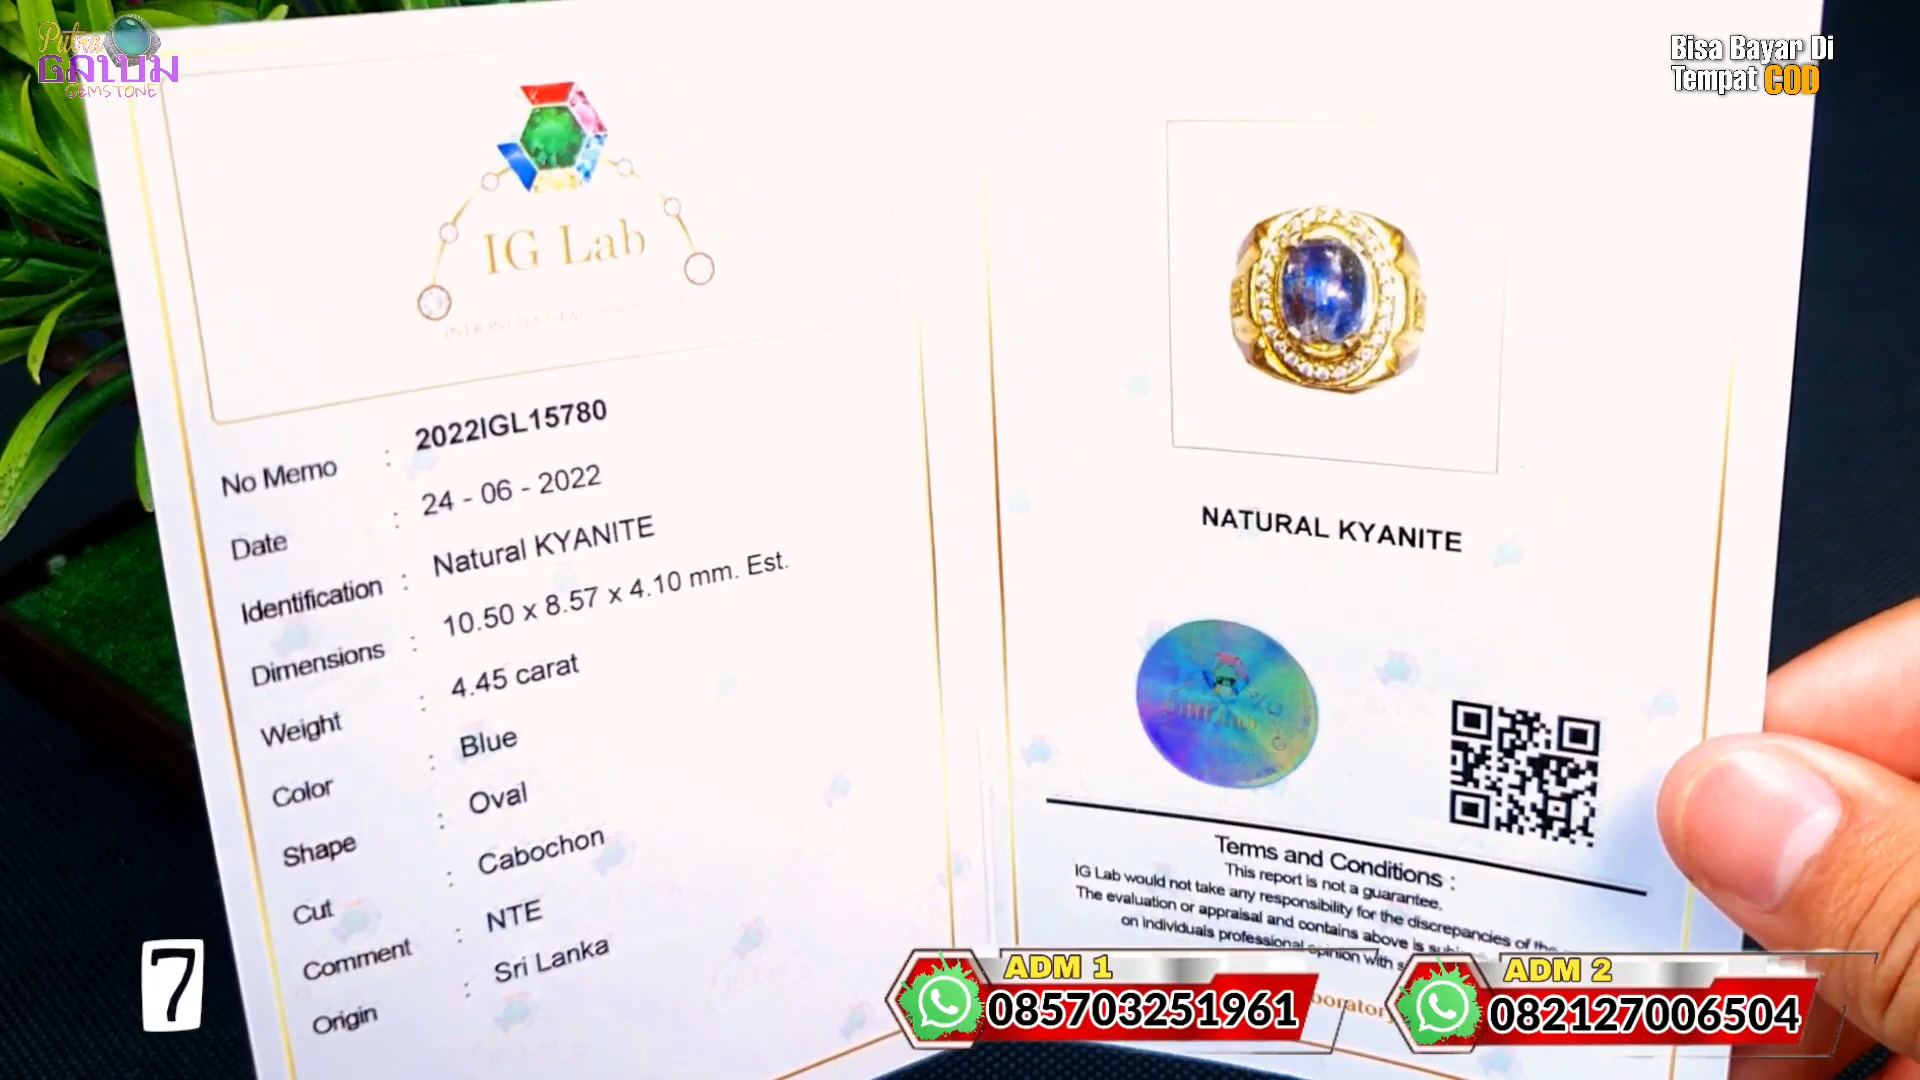 Putra
GALUH
GEMSTONE
Bisa Bayar Di
Tempat COD
IG Lab
No Memo : 2022IGL15780
Date : 24 - 06 - 2022
Identification : Natural KYANITE
Dimensions : 10.50 x 8.57 x 4.10 mm. Est.
Weight : 4.45 carat
Color : Blue
Shape : Oval
Cut : Cabochon
Comment : NTE
Origin : Sri Lanka
NATURAL KYANITE
Terms and Conditions :
This report is not a guarantee.
IG Lab would not take any responsibility for the discrepancies of the
The evaluation or appraisal and contains above is
on individuals professional opinion with
7
ADM 1
085703251961
ADM 2
082127006504